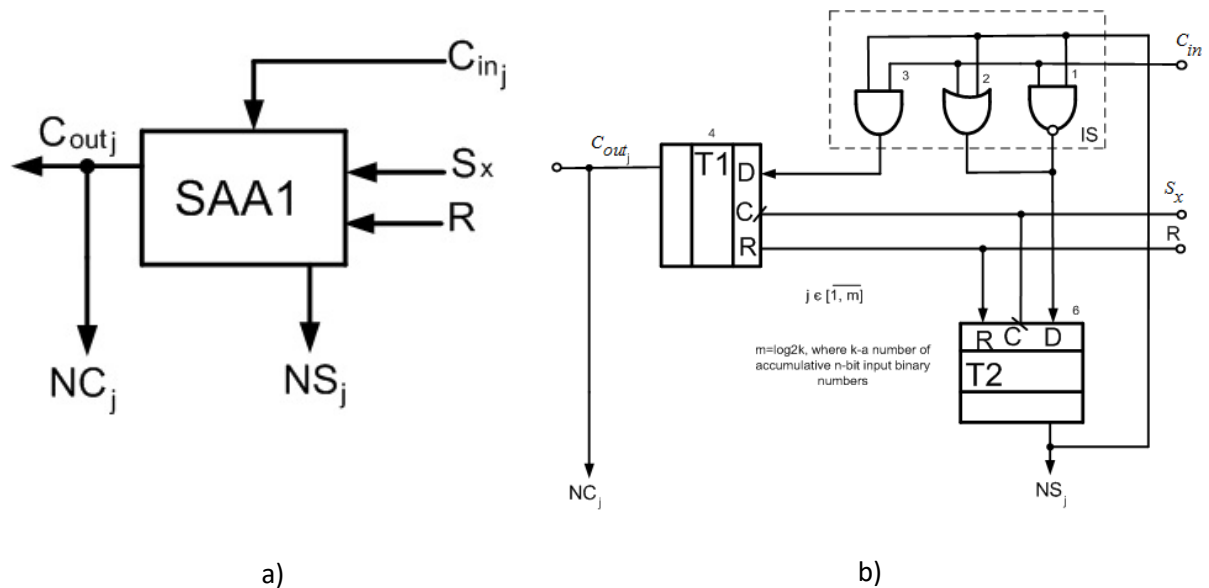 C_in_j
C_out_j
SAA1
S_x
R
NC_j
NS_j
a)
C_in
3
2
1
IS
C_out_j
4
T1
D
C
R
S_x
R
j ϵ [1, m]
m=log2k, where k-a number of
accumulative n-bit input binary
numbers
6
R C D
T2
NC_j
NS_j
b)